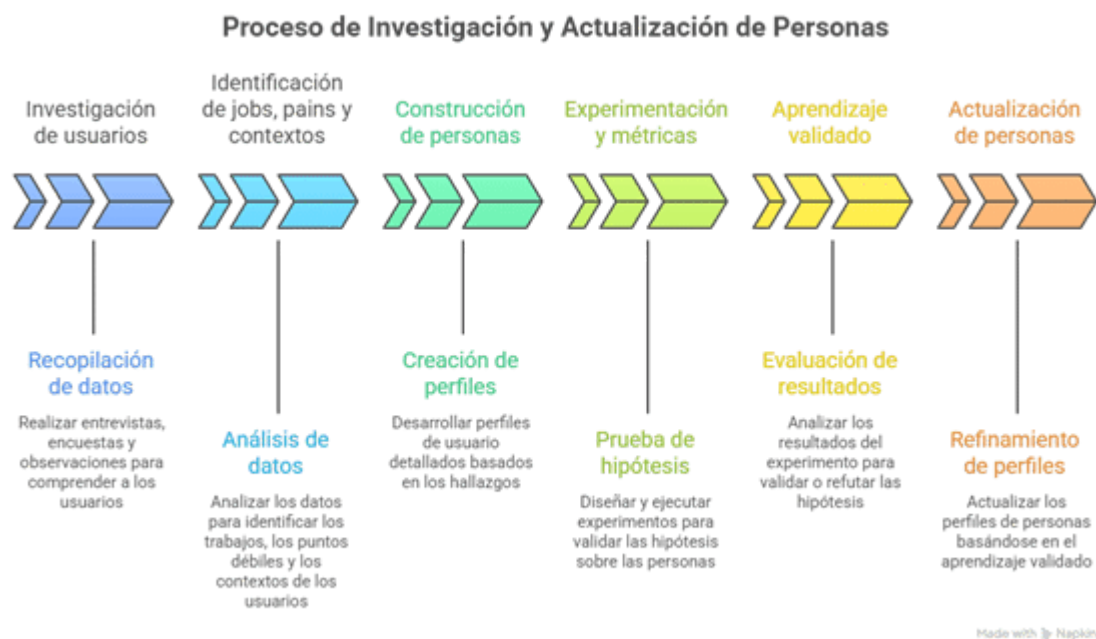 Proceso de Investigación y Actualización de Personas
Investigación
de usuarios
Identificación
de jobs, pains y
contextos
Construcción
de personas
Experimentación
y métricas
Aprendizaje
validado
Actualización
de personas
Recopilación
de datos
Realizar entrevistas,
encuestas y
observaciones para
comprender a los
usuarios
Análisis de
datos
Analizar los datos
para identificar los
trabajos, los puntos
débiles y los
contextos de los
usuarios
Creación de
perfiles
Desarrollar perfiles
de usuario
detallados basados
en los hallazgos
Prueba de
hipótesis
Diseñar y ejecutar
experimentos para
validar las hipótesis
sobre las personas
Evaluación de
resultados
Analizar los
resultados del
experimento para
validar o refutar las
hipótesis
Refinamiento
de perfiles
Actualizar los
perfiles de personas
basándose en el
aprendizaje validado
Made with Napkin